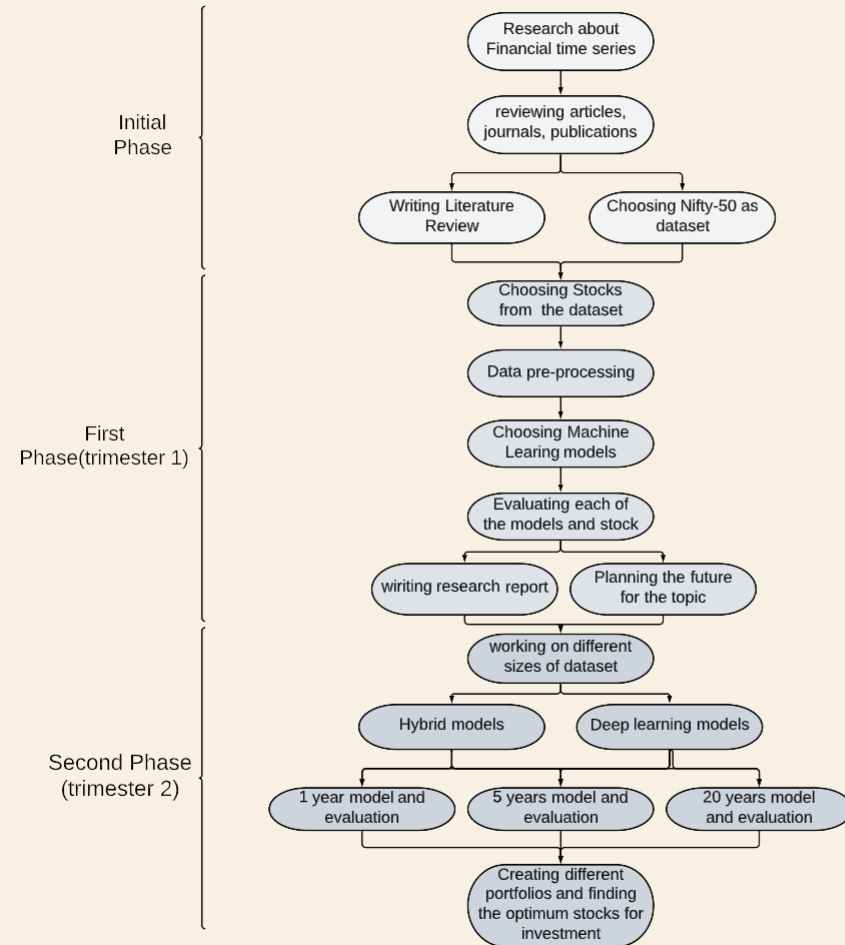 Research about
Financial time series
Initial
Phase
reviewing articles,
journals, publications
Writing Literature
Review
Choosing Nifty-50 as
dataset
Choosing Stocks
from  the dataset
Data pre-processing
First
Phase(trimester 1)
Choosing Machine
Learing models
Evaluating each of
the models and stock
wiriting research report
Planning the future
for the topic
working on different
sizes of dataset
Hybrid models
Deep learning models
Second Phase
(trimester 2)
1 year model and
evaluation
5 years model and
evaluation
20 years model
and evaluation
Creating different
portfolios and finding
the optimum stocks for
investment